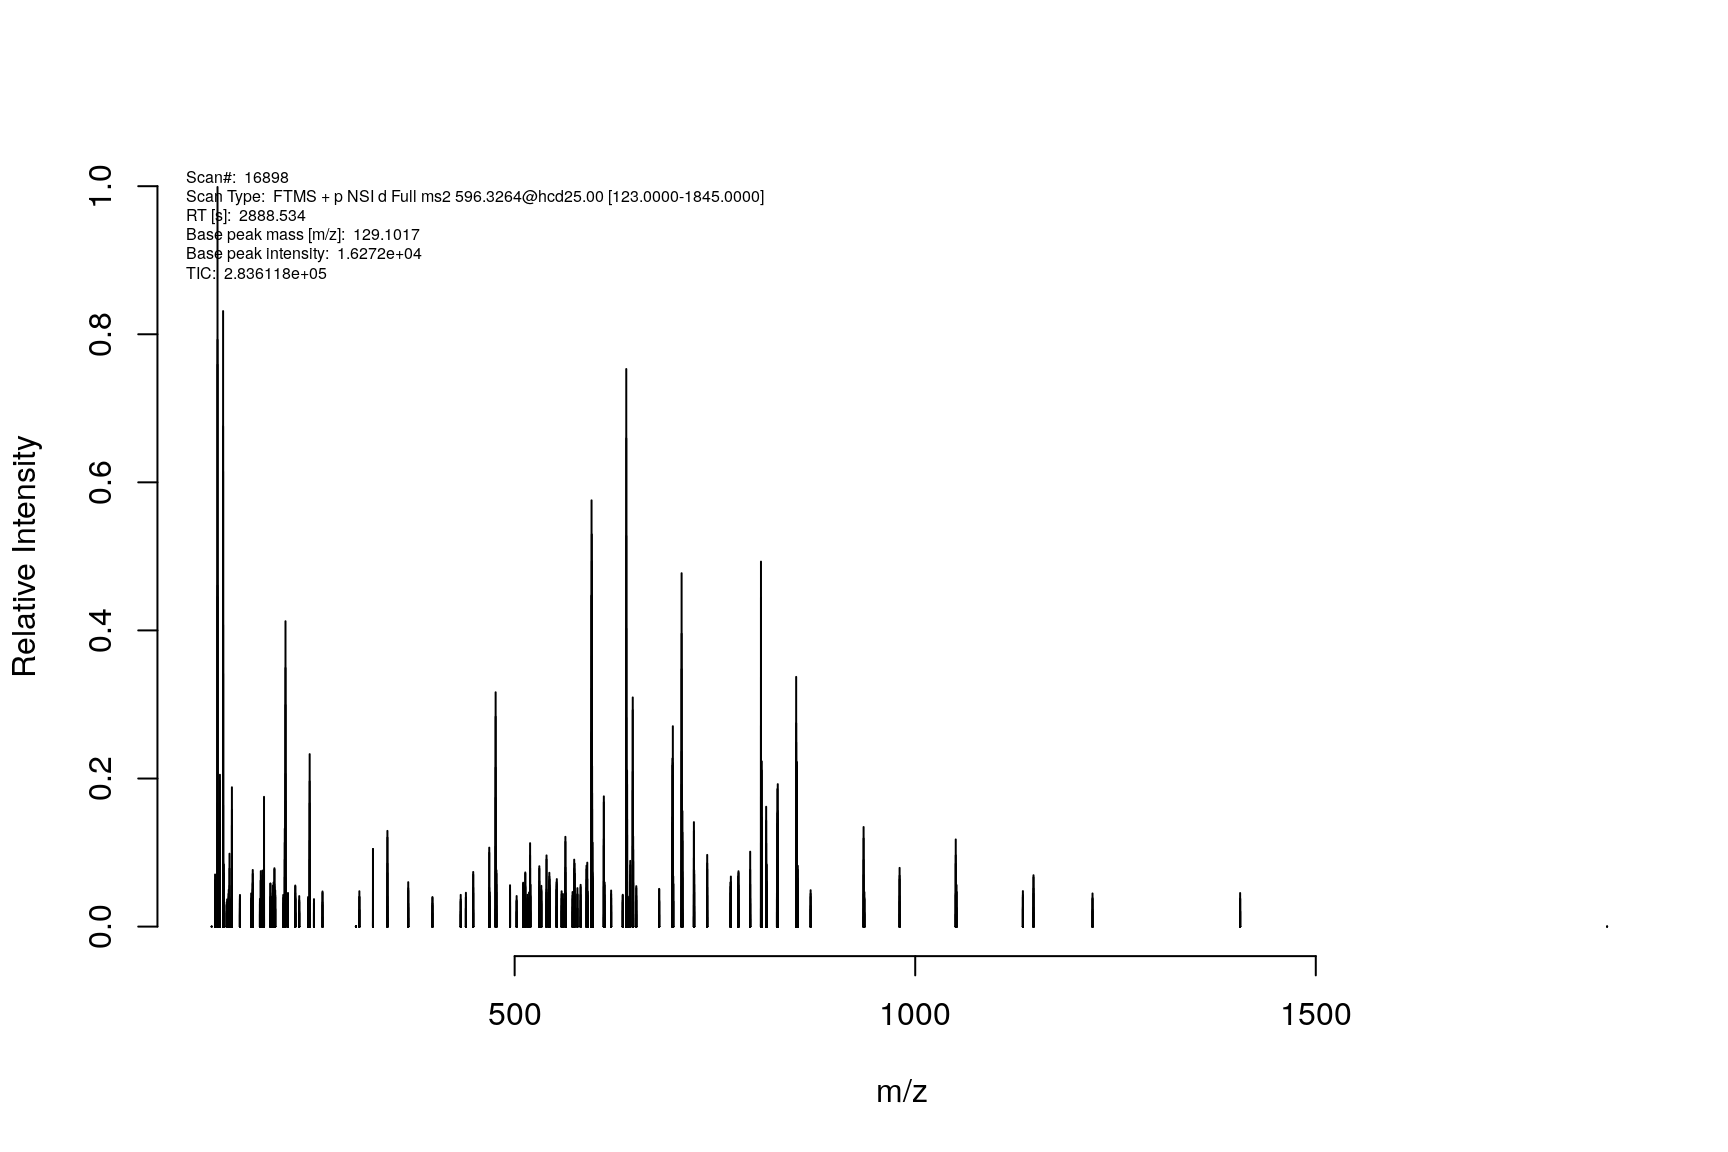 Scan#: 16898
Scan Type: FTMS + p NSI d Full ms2 596.3264@hcd25.00 [123.0000-1845.0000]
RT [s]: 2888.534
Base peak mass [m/z]: 129.1017
Base peak intensity: 1.6272e+04
TIC: 2.836118e+05
1.0
0.8
0.6
0.4
0.2
0.0
Relative Intensity
500 1000 1500
m/z